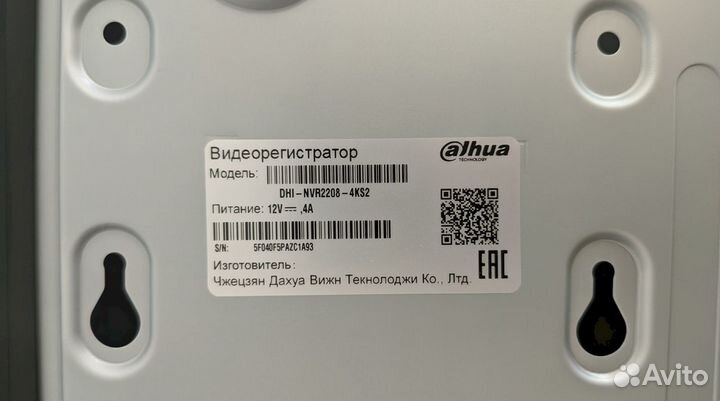 Видеорегистратор
alhua
TECHNOLOGY
Модель:
DHI-NVR2208-4KS2
Питание: 12V⎓,4A
S/N: 5F040F5PAZC1A93
Изготовитель:
Чжецзян Дахуа Вижн Текнолоджи Ко., Лтд.
EAC
Avito